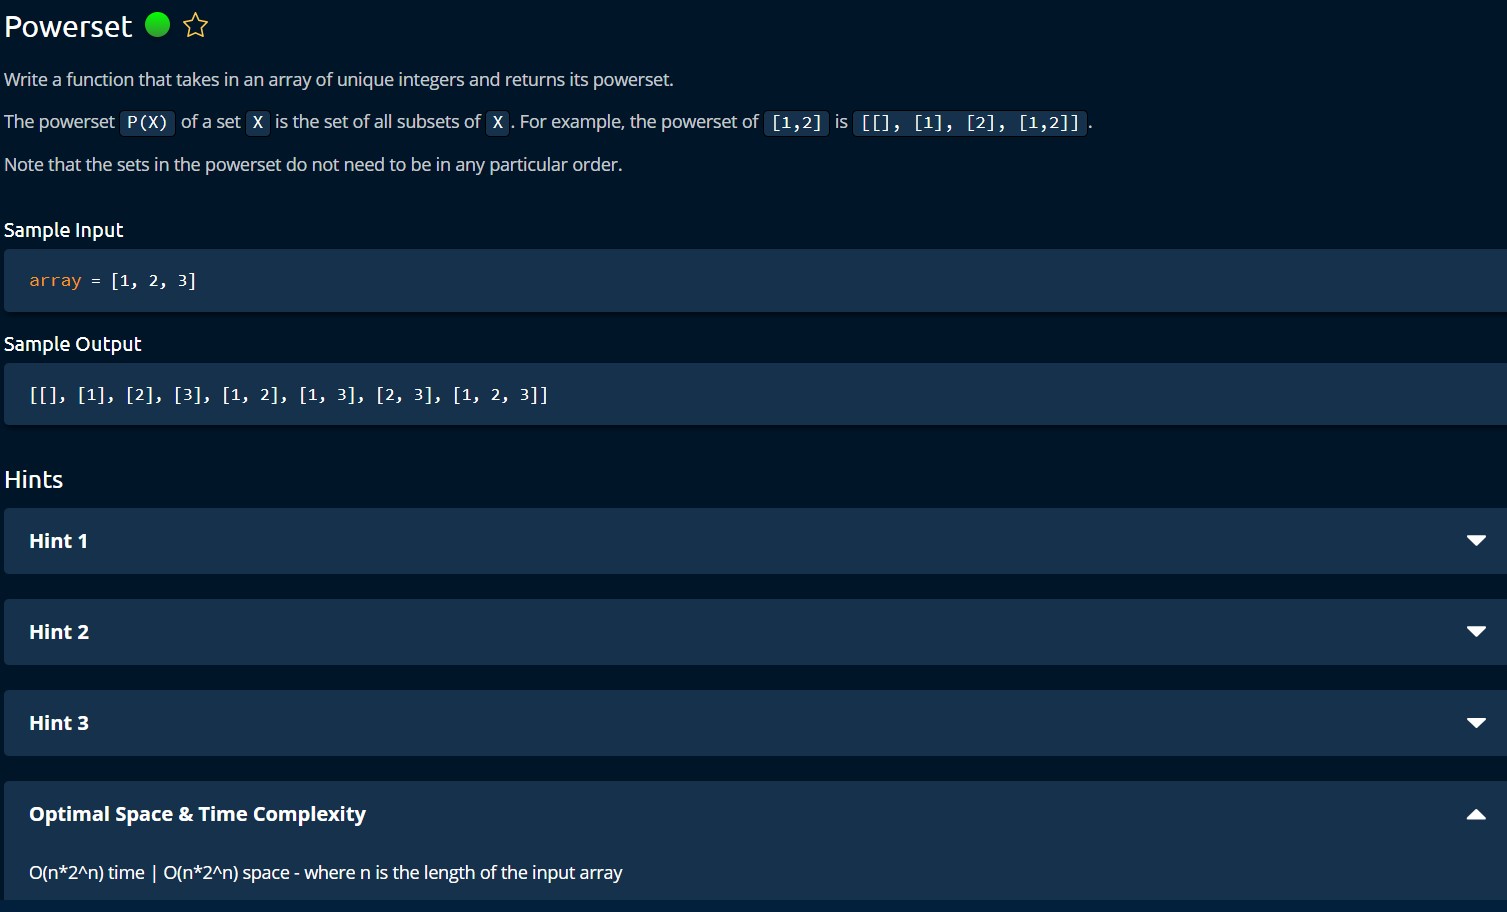 Powerset
Write a function that takes in an array of unique integers and returns its powerset.
The powerset P(X) of a set X is the set of all subsets of X. For example, the powerset of [1,2] is [[], [1], [2], [1,2]].
Note that the sets in the powerset do not need to be in any particular order.
Sample Input
array = [1, 2, 3]
Sample Output
[[], [1], [2], [3], [1, 2], [1, 3], [2, 3], [1, 2, 3]]
Hints
Hint 1
Hint 2
Hint 3
Optimal Space & Time Complexity
O(n*2^n) time | O(n*2^n) space - where n is the length of the input array